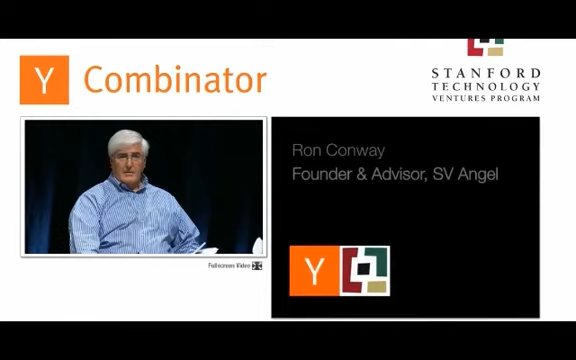 Y Combinator
STANFORD
TECHNOLOGY
VENTURES PROGRAM
Ron Conway
Founder & Advisor, SV Angel
Fullscreen Video
Y